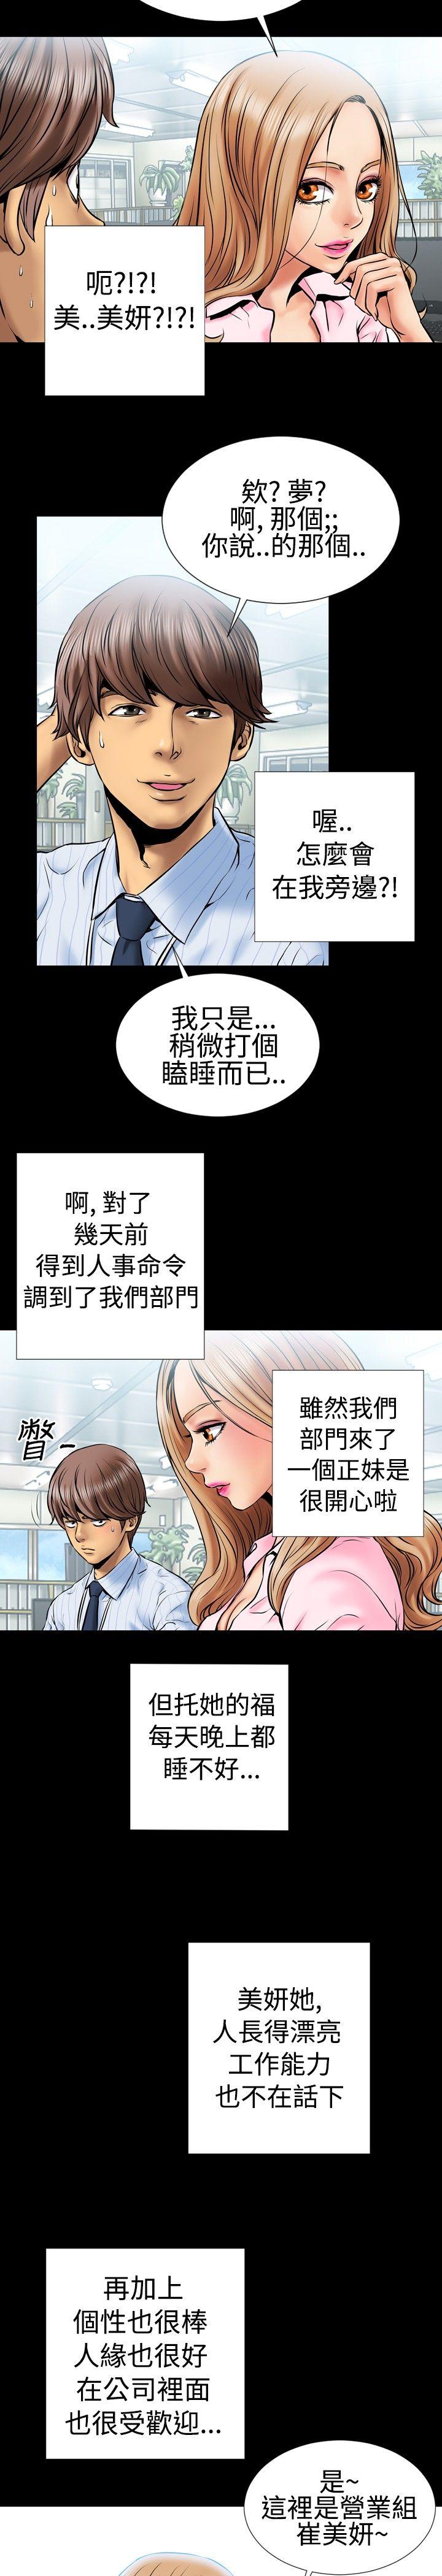 呃?!?!
美..美妍?!?!
欸? 夢?
啊, 那個;;
你說..的那個..
喔..
怎麼會
在我旁邊?!
我只是...
稍微打個
瞌睡而已..
啊, 對了
幾天前
得到人事命令
調到了我們部門
瞥-
雖然我們
部門來了
一個正妹是
很開心啦
但托她的福
每天晚上都
睡不好...
美妍她,
人長得漂亮
工作能力
也不在話下
再加上
個性也很棒
人緣也很好
在公司裡面
也很受歡迎...
是~
這裡是營業組
崔美妍~